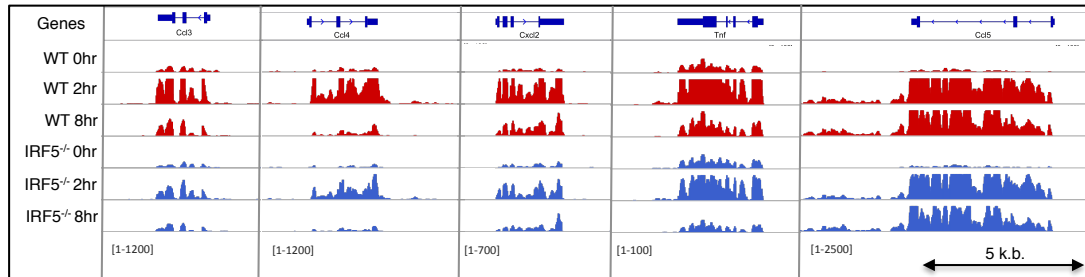 Genes
Ccl3 Ccl4 Cxcl2 Tnf Ccl5
WT 0hr
WT 2hr
WT 8hr
IRF5-/- 0hr
IRF5-/- 2hr
IRF5-/- 8hr
[1-1200] [1-1200] [1-700] [1-100] [1-2500] 5 k.b.